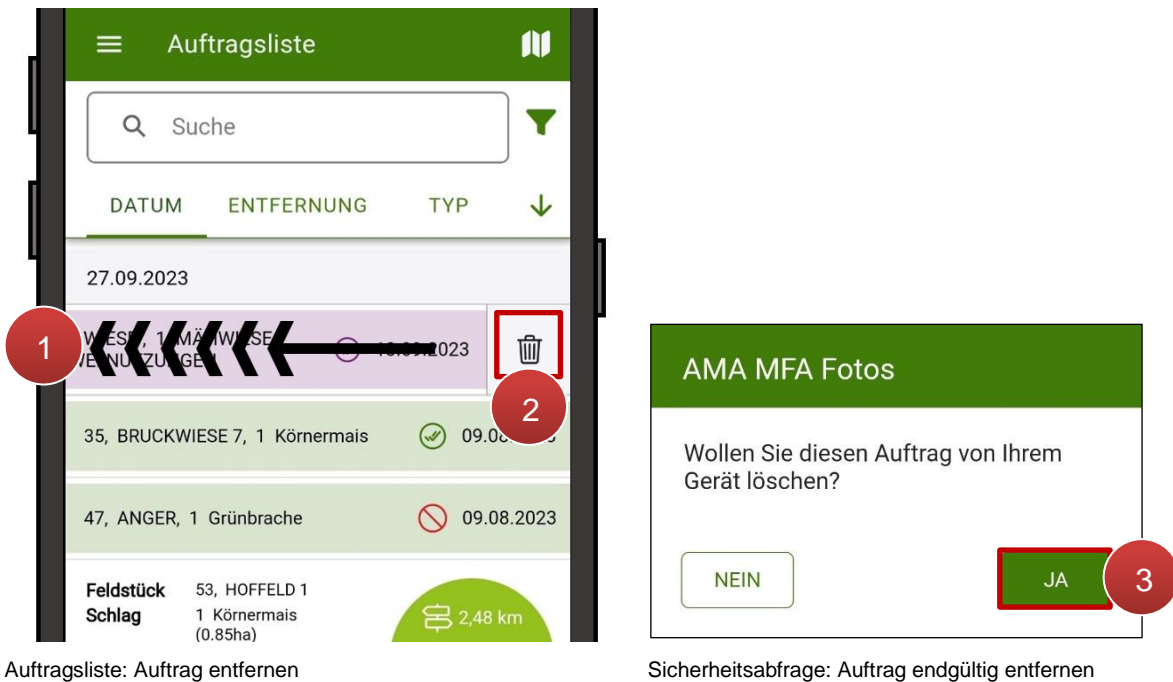 Auftragsliste
Suche
DATUM ENTFERNUNG TYP
27.09.2023
1
2
35, BRUCKWIESE 7, 1 Körnermais
47, ANGER, 1 Grünbrache 09.08.2023
Feldstück 53, HOFFELD 1
Schlag 1 Körnermais
(0.85ha)
2,48 km
Auftragsliste: Auftrag entfernen
AMA MFA Fotos
Wollen Sie diesen Auftrag von Ihrem
Gerät löschen?
NEIN JA
3
Sicherheitsabfrage: Auftrag endgültig entfernen